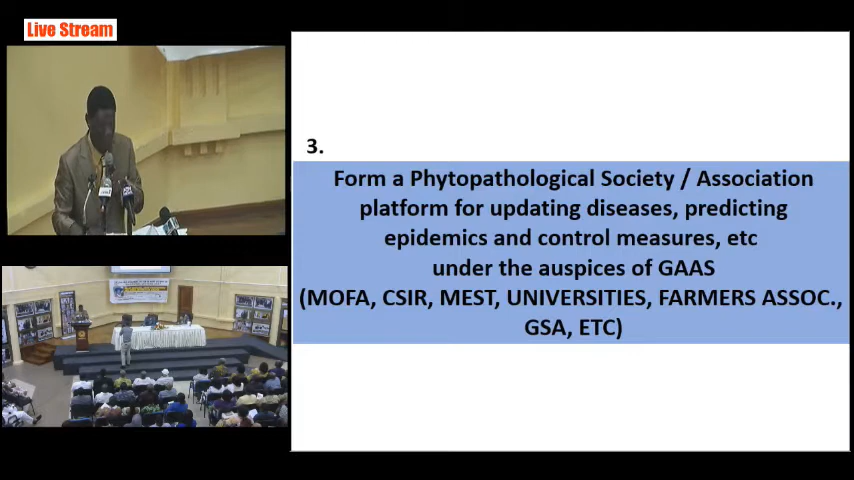 Live Stream
3.
Form a Phytopathological Society / Association
platform for updating diseases, predicting
epidemics and control measures, etc
under the auspices of GAAS
(MOFA, CSIR, MEST, UNIVERSITIES, FARMERS ASSOC.,
GSA, ETC)